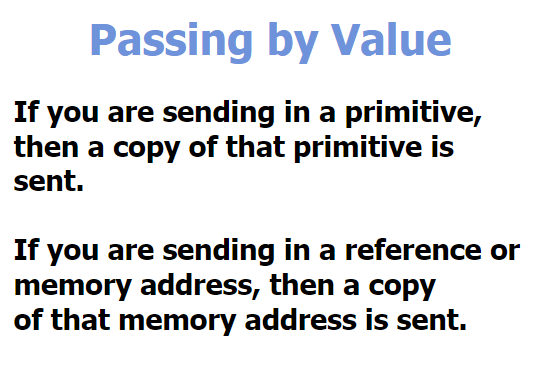 Passing by Value
If you are sending in a primitive,
then a copy of that primitive is
sent.
If you are sending in a reference or
memory address, then a copy
of that memory address is sent.